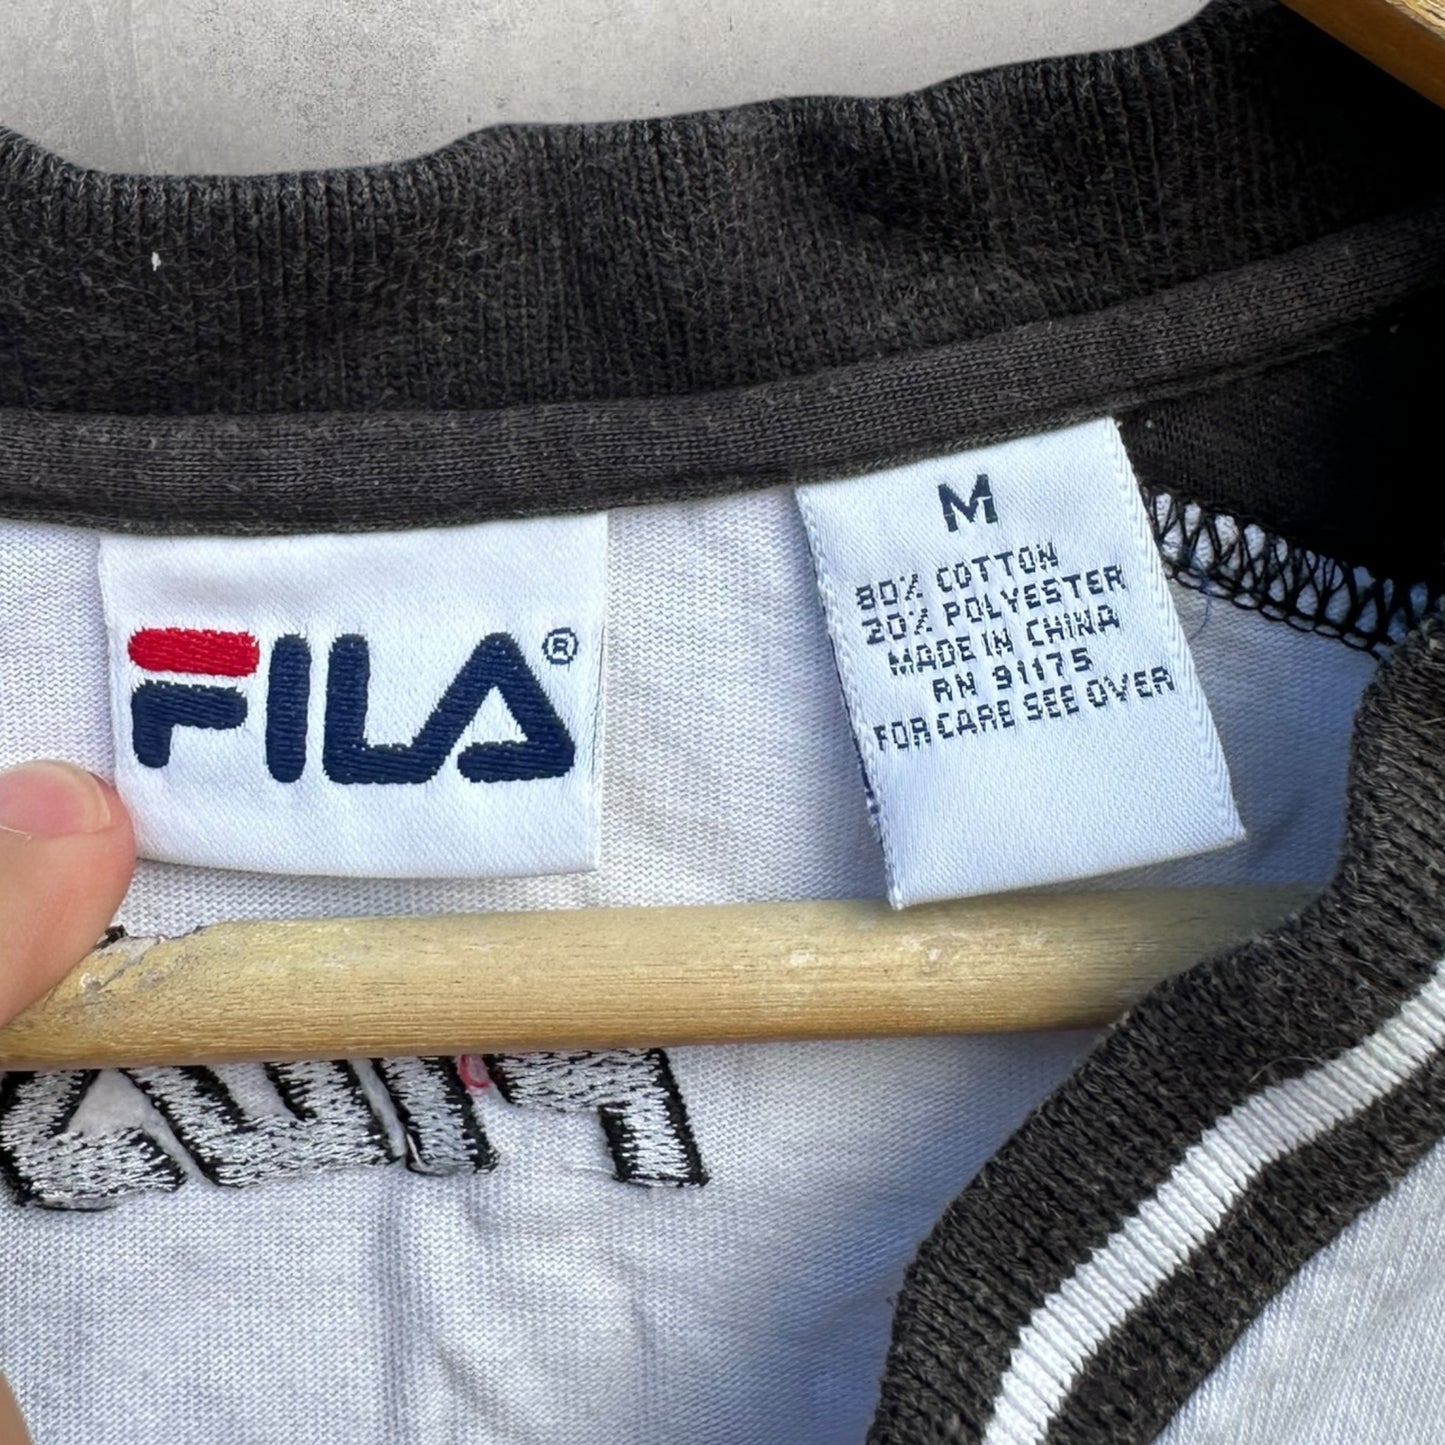 FILA®
M
80% COTTON
20% POLYESTER
MADE IN CHINA
RN 91175
FOR CARE SEE OVER